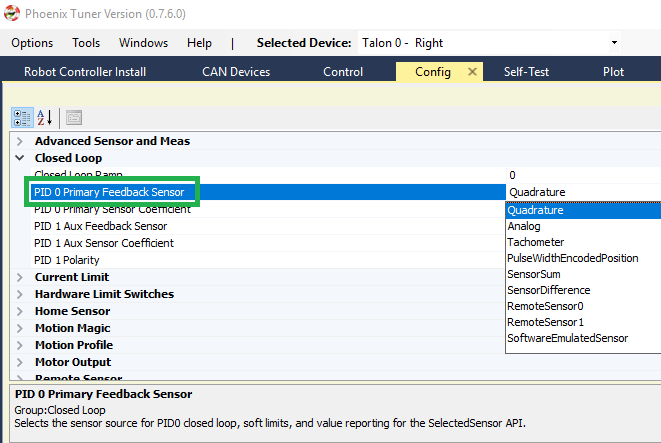 Phoenix Tuner Version (0.7.6.0)
Options Tools Windows Help | Selected Device: Talon 0 - Right
Robot Controller Install CAN Devices Control Config Self-Test Plot
Advanced Sensor and Meas
Closed Loop
Closed Loop Ramp 0
PID 0 Primary Feedback Sensor Quadrature
PID 0 Primary Sensor Coefficient
PID 1 Aux Feedback Sensor
PID 1 Aux Sensor Coefficient
PID 1 Polarity
Quadrature
Analog
Tachometer
PulseWidthEncodedPosition
SensorSum
SensorDifference
RemoteSensor0
RemoteSensor1
SoftwareEmulatedSensor
Current Limit
Hardware Limit Switches
Home Sensor
Motion Magic
Motion Profile
Motor Output
Remote Sensor
PID 0 Primary Feedback Sensor
Group:Closed Loop
Selects the sensor source for PID0 closed loop, soft limits, and value reporting for the SelectedSensor API.